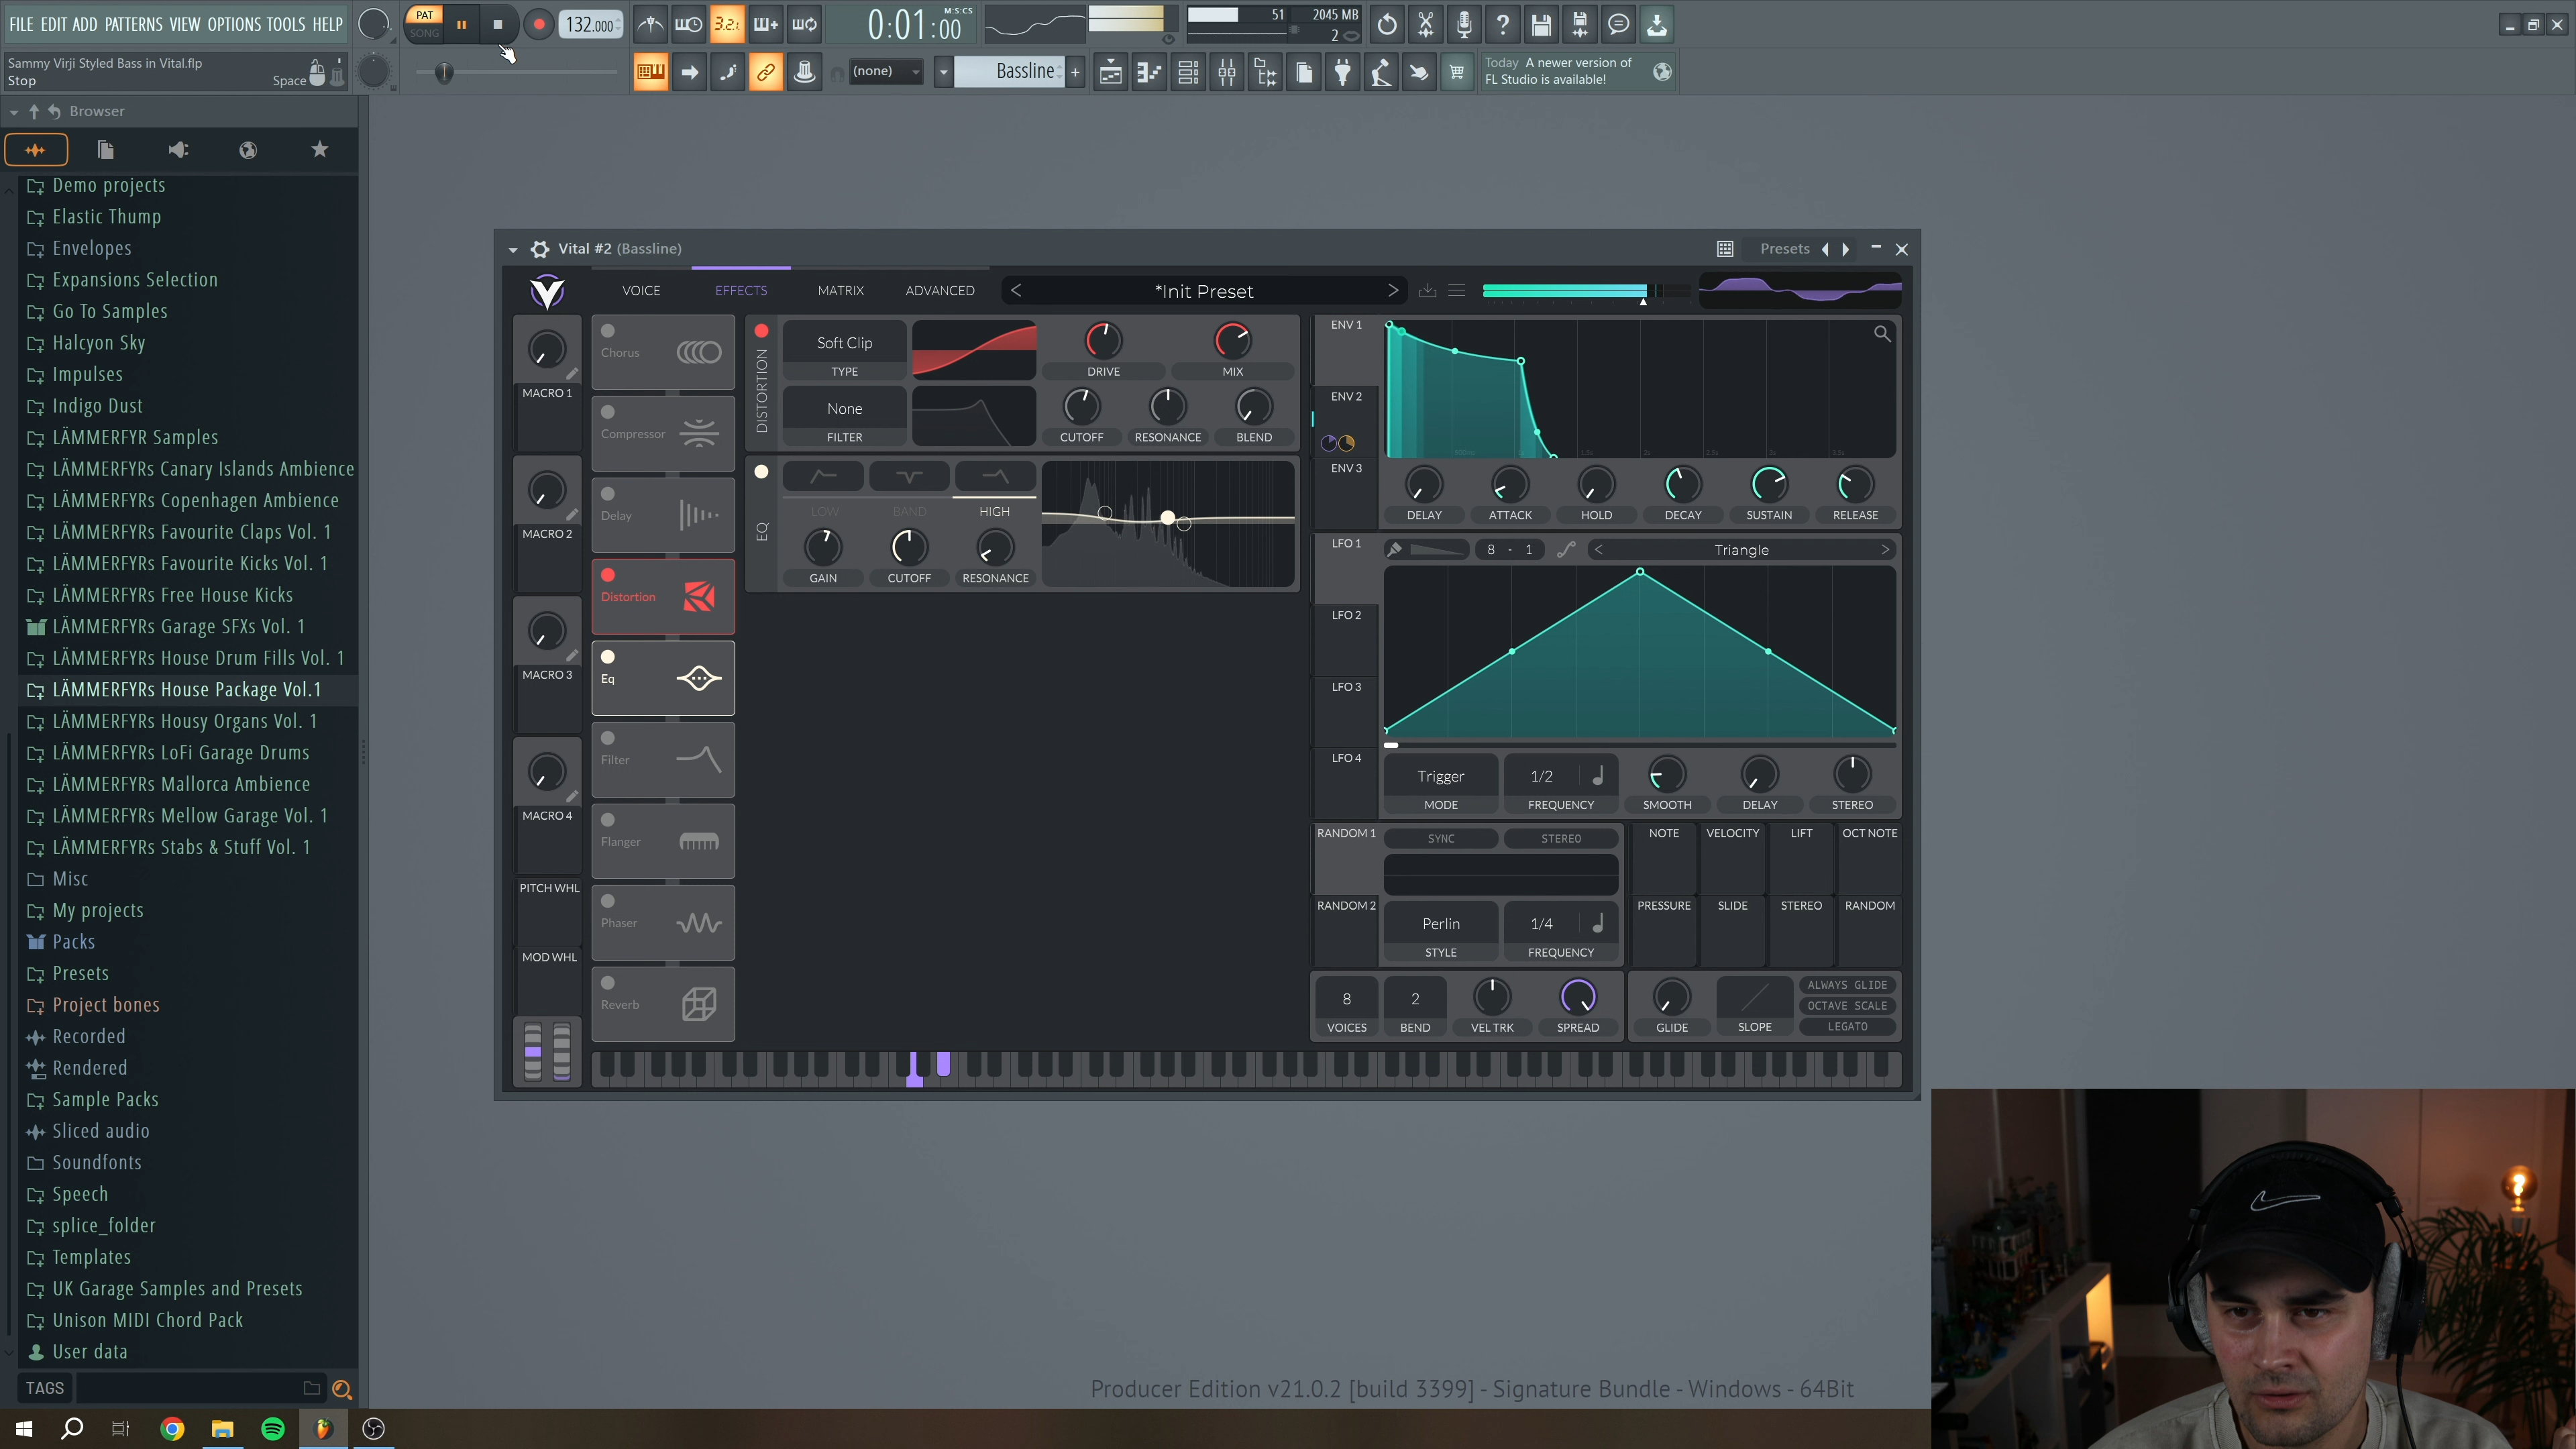 FILE EDIT ADD PATTERNS VIEW OPTIONS TOOLS HELP
PAT
SONG
132.000
3.2.
0:01:00
M:S:CS
51
2045 MB
2
Sammy Virji Styled Bass in Vital.flp
Stop
Space
(none)
Bassline
Today A newer version of
FL Studio is available!
Browser
Demo projects
Elastic Thump
Envelopes
Expansions Selection
Go To Samples
Halcyon Sky
Impulses
Indigo Dust
LÄMMERFYR Samples
LÄMMERFYRs Canary Islands Ambience
LÄMMERFYRs Copenhagen Ambience
LÄMMERFYRs Favourite Claps Vol. 1
LÄMMERFYRs Favourite Kicks Vol. 1
LÄMMERFYRs Free House Kicks
LÄMMERFYRs Garage SFXs Vol. 1
LÄMMERFYRs House Drum Fills Vol. 1
LÄMMERFYRs House Package Vol.1
LÄMMERFYRs Housy Organs Vol. 1
LÄMMERFYRs LoFi Garage Drums
LÄMMERFYRs Mallorca Ambience
LÄMMERFYRs Mellow Garage Vol. 1
LÄMMERFYRs Stabs & Stuff Vol. 1
Misc
My projects
Packs
Presets
Project bones
Recorded
Rendered
Sample Packs
Sliced audio
Soundfonts
Speech
splice_folder
Templates
UK Garage Samples and Presets
Unison MIDI Chord Pack
User data
TAGS
Vital #2 (Bassline)
Presets
VOICE
EFFECTS
MATRIX
ADVANCED
*Init Preset
MACRO 1
MACRO 2
MACRO 3
MACRO 4
PITCH WHL
MOD WHL
Chorus
Compressor
Delay
Distortion
Eq
Filter
Flanger
Phaser
Reverb
DISTORTION
Soft Clip
TYPE
DRIVE
MIX
None
FILTER
CUTOFF
RESONANCE
BLEND
EQ
LOW
BAND
HIGH
GAIN
CUTOFF
RESONANCE
ENV 1
ENV 2
ENV 3
DELAY
ATTACK
HOLD
DECAY
SUSTAIN
RELEASE
LFO 1
LFO 2
LFO 3
LFO 4
8 - 1
Triangle
Trigger
MODE
1/2
FREQUENCY
SMOOTH
DELAY
STEREO
RANDOM 1
RANDOM 2
SYNC
STEREO
Perlin
STYLE
1/4
FREQUENCY
NOTE
VELOCITY
LIFT
OCT NOTE
PRESSURE
SLIDE
STEREO
RANDOM
8
VOICES
2
BEND
VEL TRK
SPREAD
GLIDE
SLOPE
ALWAYS GLIDE
OCTAVE SCALE
LEGATO
Producer Edition v21.0.2 [build 3399] - Signature Bundle - Windows - 64Bit